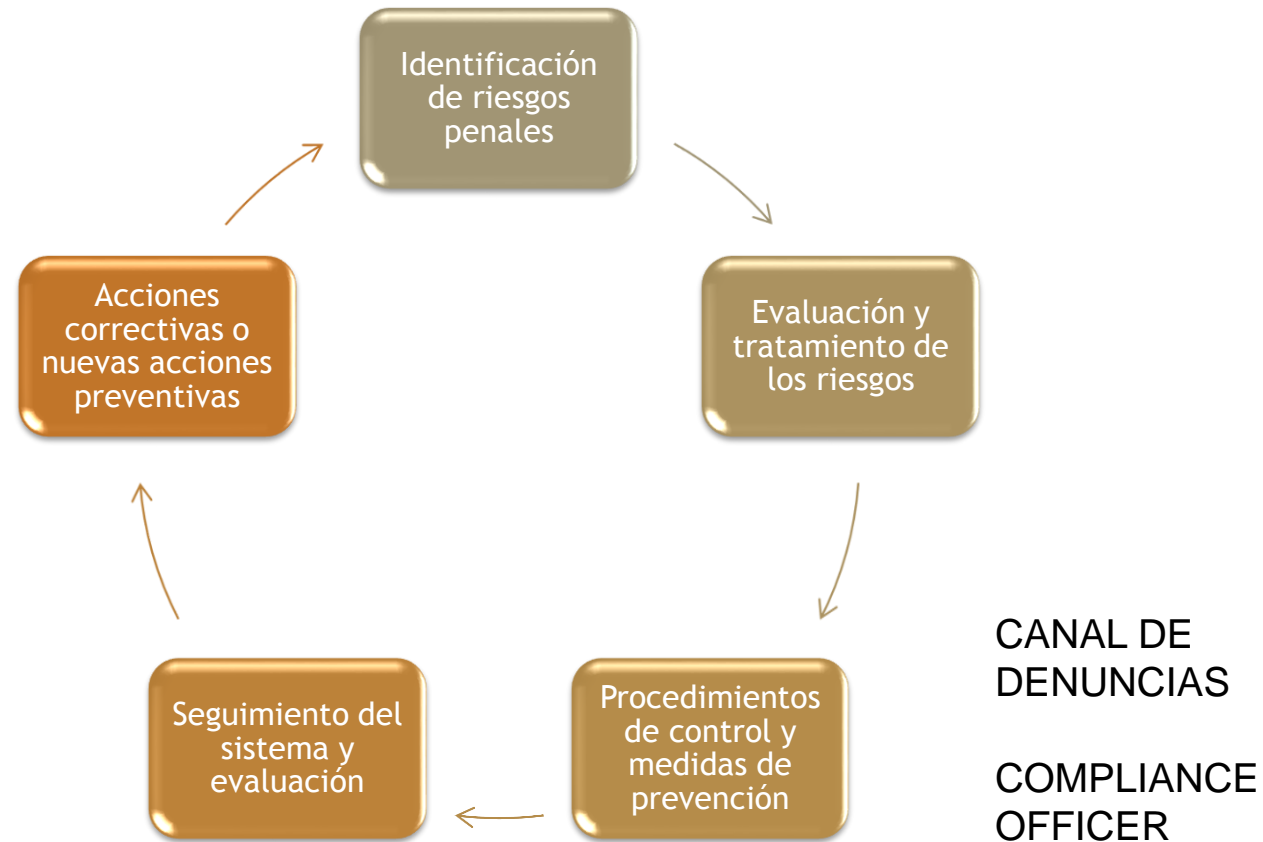 Identificación
de riesgos
penales
Evaluación y
tratamiento de
los riesgos
Procedimientos
de control y
medidas de
prevención
Seguimiento del
sistema y
evaluación
Acciones
correctivas o
nuevas acciones
preventivas
CANAL DE
DENUNCIAS
COMPLIANCE
OFFICER